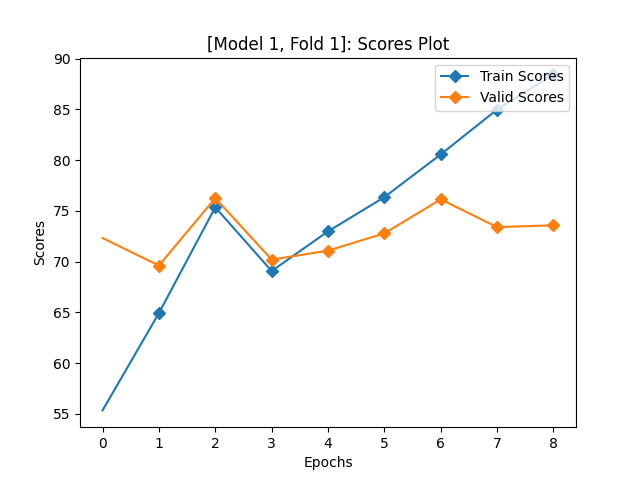 [Model 1, Fold 1]: Scores Plot
Train Scores
Valid Scores
Scores
90
85
80
75
70
65
60
55
0 1 2 3 4 5 6 7 8
Epochs